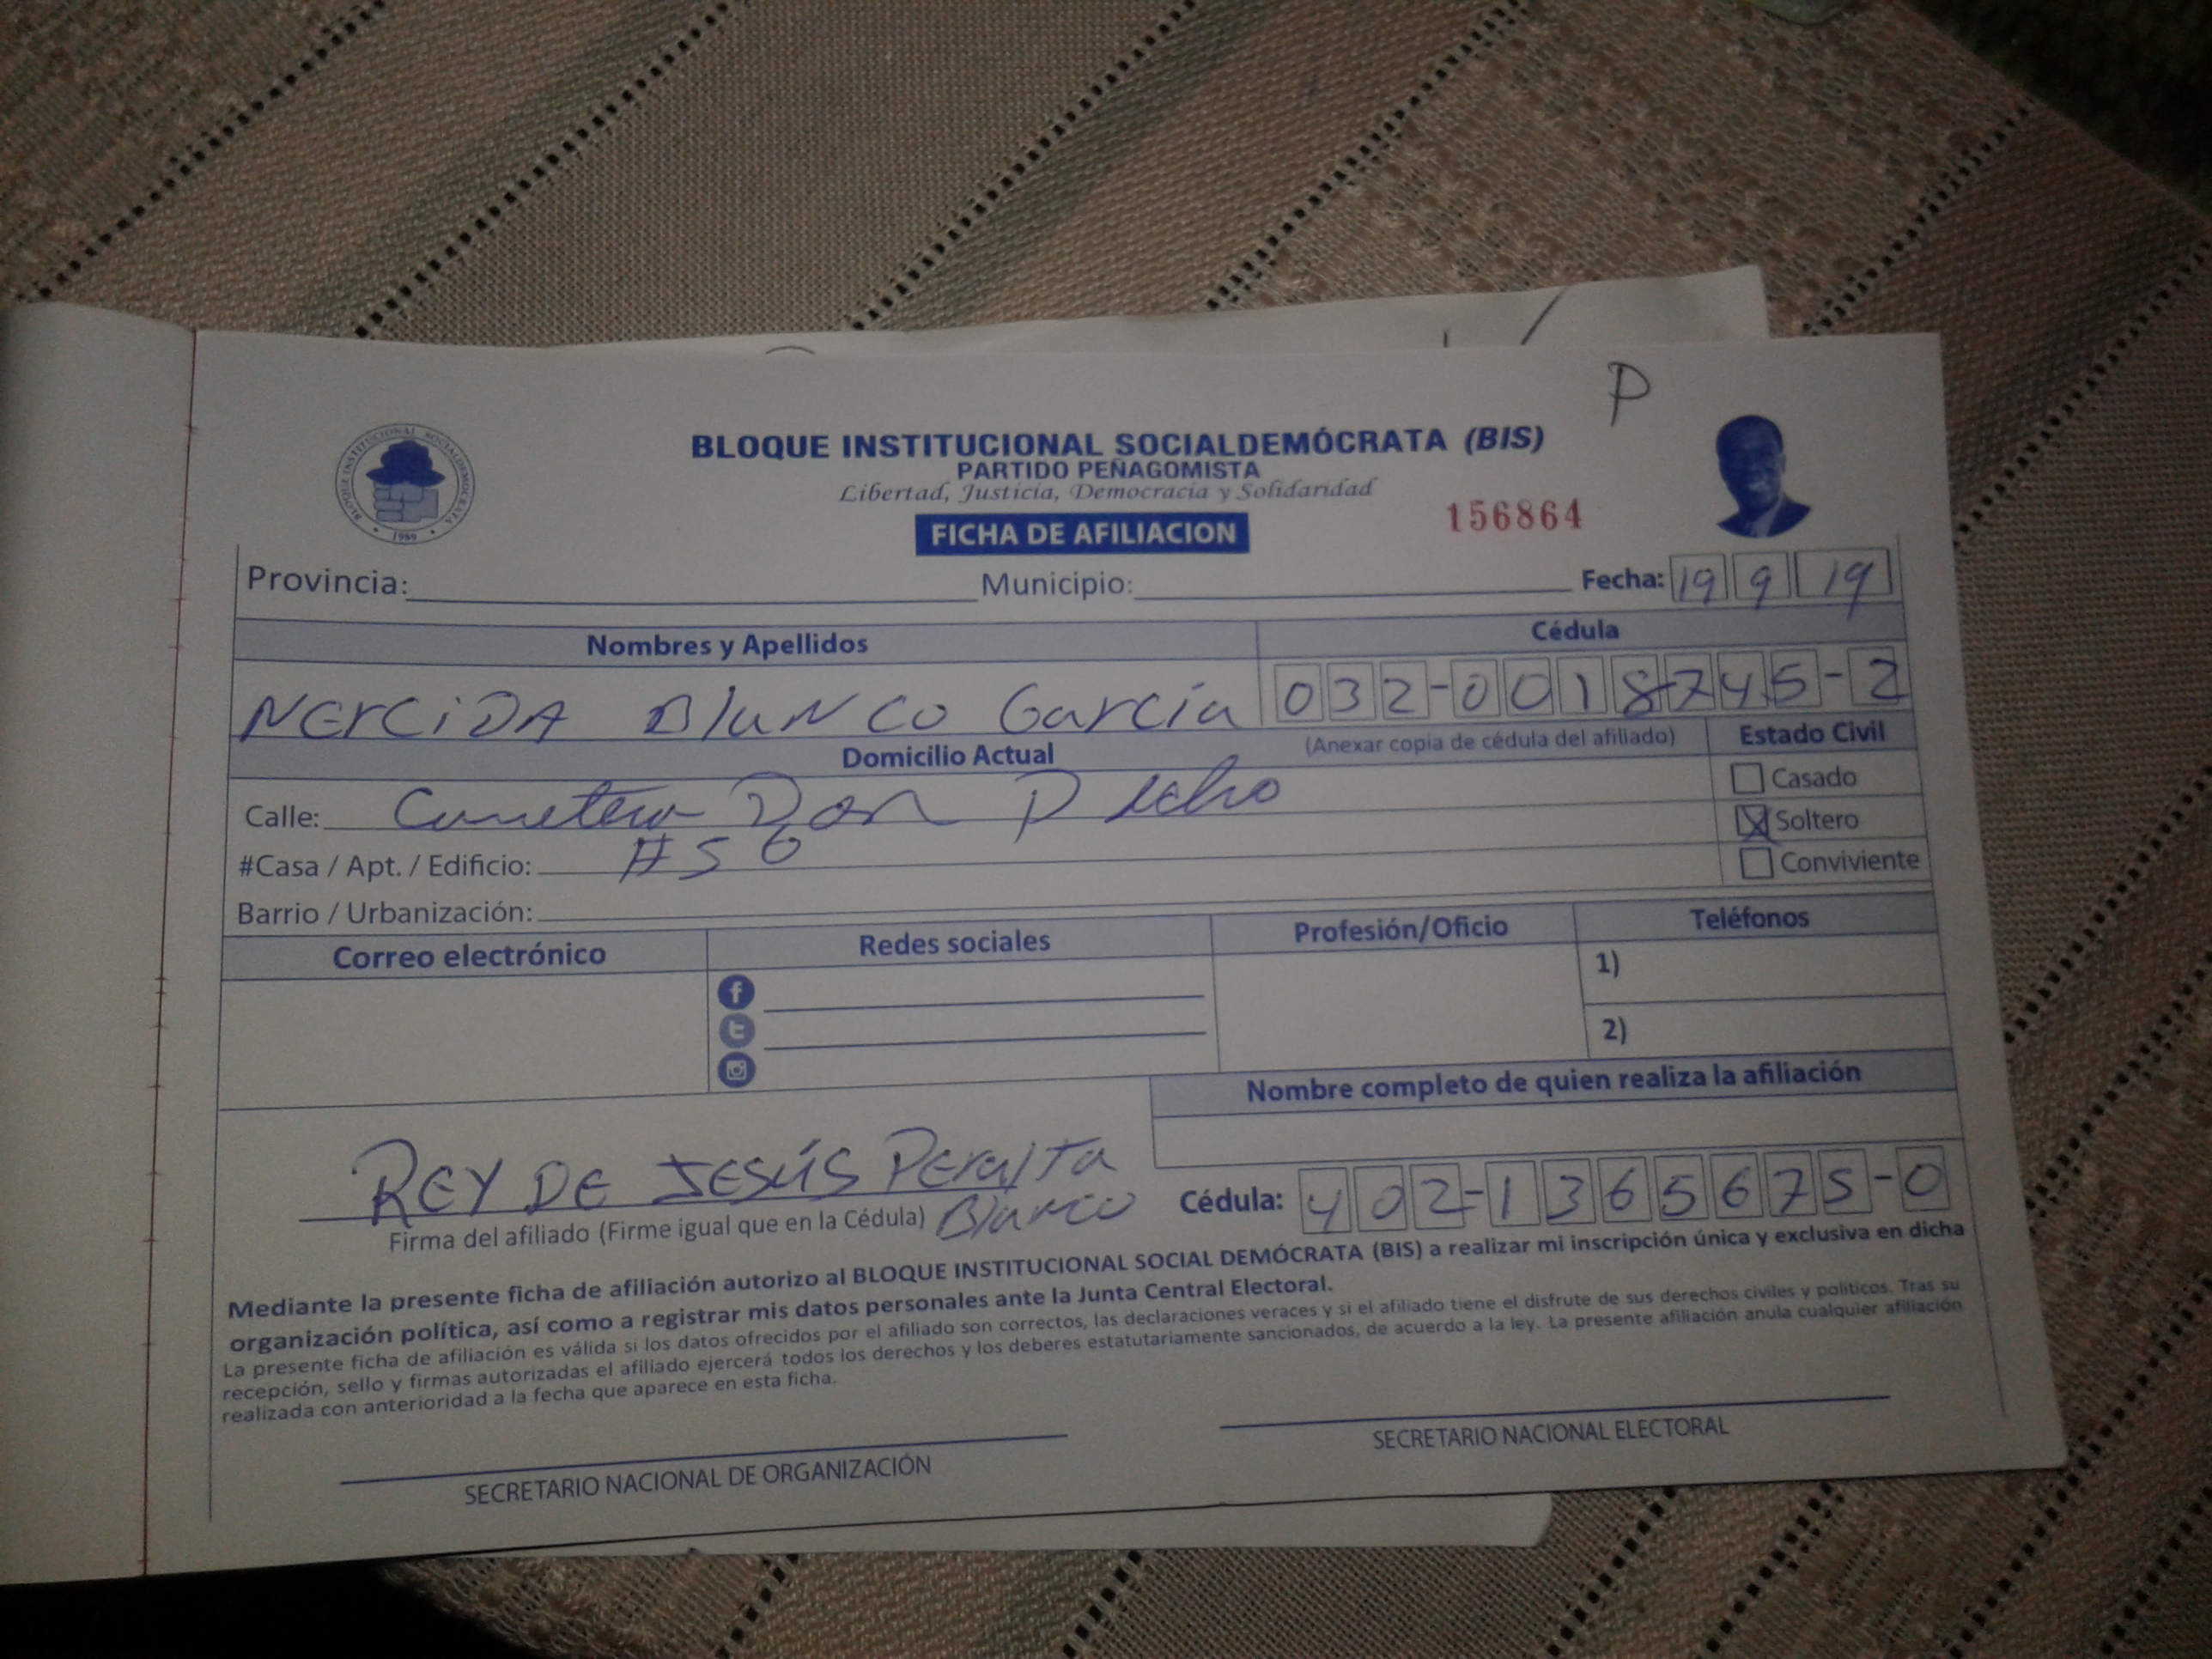 P
BLOQUE INSTITUCIONAL SOCIALDEMÓCRATA (BIS)
PARTIDO PEÑAGOMISTA
Libertad, Justicia, Democracia y Solidaridad
BLOQUE INSTITUCIONAL SOCIALDEMOCRATA
1989
FICHA DE AFILIACION
156864
Provincia: Municipio: Fecha: 19 9 19
Nombres y Apellidos Cédula
NErCiDA BlaNCo García 032-0018745-2
Domicilio Actual (Anexar copia de cédula del afiliado) Estado Civil
Casado
Calle: Carretera Don Pedro
Soltero
#Casa / Apt. / Edificio: #56
Conviviente
Barrio / Urbanización:
Correo electrónico Redes sociales Profesión/Oficio Teléfonos
1)
2)
Nombre completo de quien realiza la afiliación
REY DE JESÚS Peralta
Blanco
Cédula: 402-1365675-0
Firma del afiliado (Firme igual que en la Cédula)
Mediante la presente ficha de afiliación autorizo al BLOQUE INSTITUCIONAL SOCIAL DEMÓCRATA (BIS) a realizar mi inscripción única y exclusiva en dicha
organización política, así como a registrar mis datos personales ante la Junta Central Electoral.
La presente ficha de afiliación es válida si los datos ofrecidos por el afiliado son correctos, las declaraciones veraces y si el afiliado tiene el disfrute de sus derechos civiles y políticos. Tras su
recepción, sello y firmas autorizadas el afiliado ejercerá todos los derechos y los deberes estatutariamente sancionados, de acuerdo a la ley. La presente afiliación anula cualquier afiliación
realizada con anterioridad a la fecha que aparece en esta ficha.
SECRETARIO NACIONAL DE ORGANIZACIÓN
SECRETARIO NACIONAL ELECTORAL